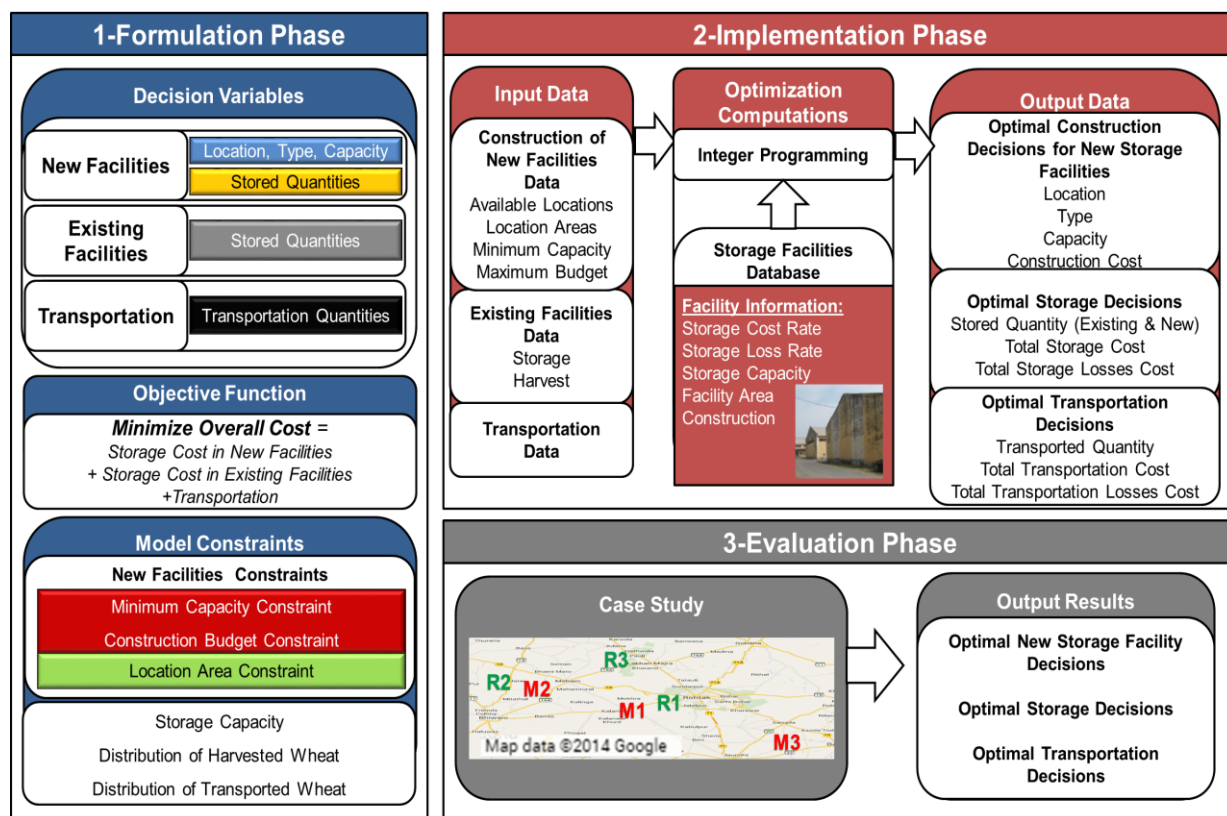 1-Formulation Phase
Decision Variables
New Facilities
Location, Type, Capacity
Stored Quantities
Existing
Facilities
Stored Quantities
Transportation
Transportation Quantities
Objective Function
Minimize Overall Cost =
Storage Cost in New Facilities
+ Storage Cost in Existing Facilities
+Transportation
Model Constraints
New Facilities Constraints
Minimum Capacity Constraint
Construction Budget Constraint
Location Area Constraint
Storage Capacity
Distribution of Harvested Wheat
Distribution of Transported Wheat
2-Implementation Phase
Input Data
Construction of
New Facilities
Data
Available Locations
Location Areas
Minimum Capacity
Maximum Budget
Existing Facilities
Data
Storage
Harvest
Transportation
Data
Optimization
Computations
Integer Programming
Storage Facilities
Database
Facility Information:
Storage Cost Rate
Storage Loss Rate
Storage Capacity
Facility Area
Construction
Output Data
Optimal Construction
Decisions for New Storage
Facilities
Location
Type
Capacity
Construction Cost
Optimal Storage Decisions
Stored Quantity (Existing & New)
Total Storage Cost
Total Storage Losses Cost
Optimal Transportation
Decisions
Transported Quantity
Total Transportation Cost
Total Transportation Losses Cost
3-Evaluation Phase
Case Study
R3
R2
M2
M1
R1
M3
Map data ©2014 Google
Output Results
Optimal New Storage Facility
Decisions
Optimal Storage Decisions
Optimal Transportation
Decisions